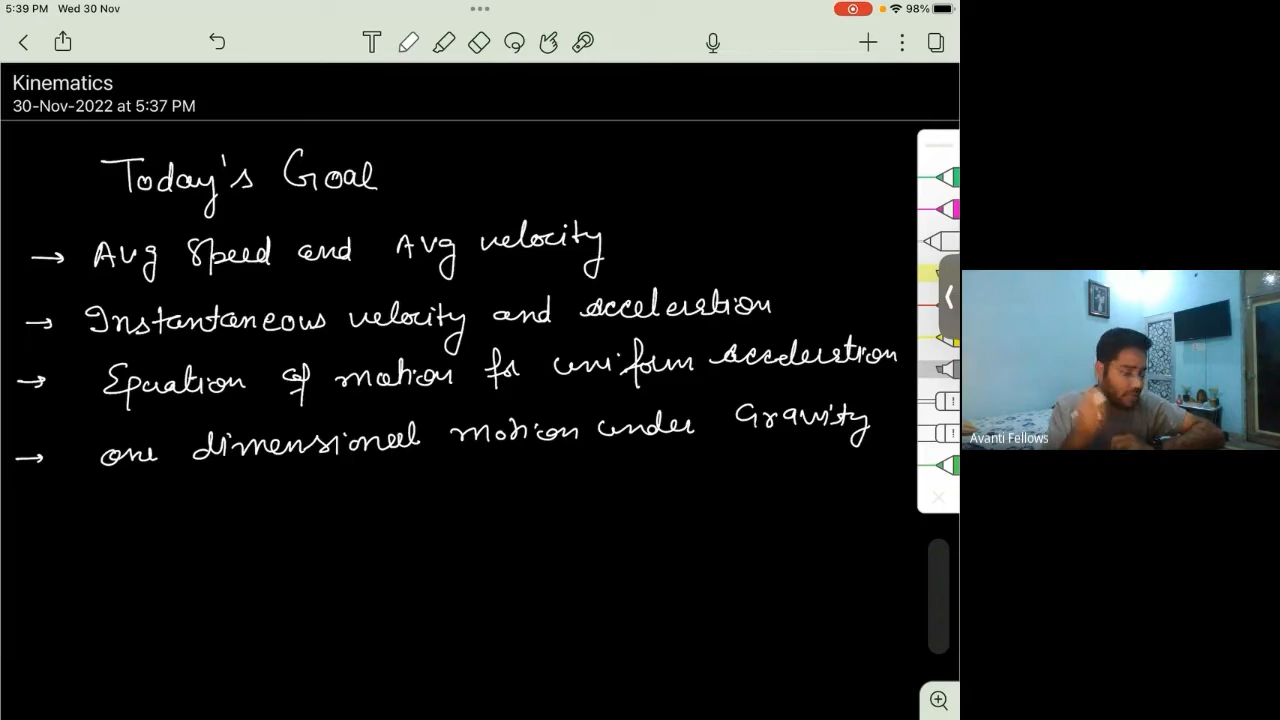 5:39 PM Wed 30 Nov
98%
T
Kinematics
30-Nov-2022 at 5:37 PM
Today's Goal
→ Avg Speed and Avg velocity
→ Instantaneous velocity and acceleration
→ Equation of motion for uniform acceleration
→ one dimensional motion under Gravity
Avanti Fellows